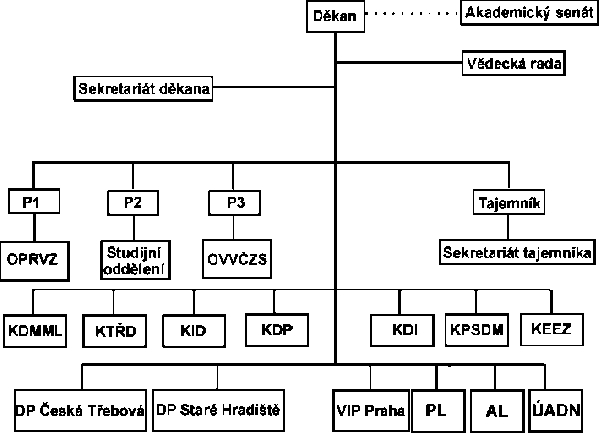 Děkan
Akademický senát
Vědecká rada
Sekretariát děkana
P1
P2
P3
Tajemník
OPRVZ
Studijní
oddělení
OVVČZS
Sekretariát tajemníka
KDMML
KTŘD
KID
KDP
KDI
KPSDM
KEEZ
DP Česká Třebová
DP Staré Hradiště
VIP Praha
PL
AL
ÚADN